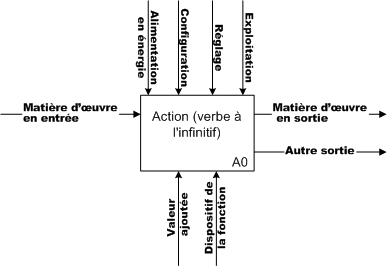 Alimentation
en énergie
Configuration
Réglage
Exploitation
Matière d'œuvre
en entrée
Action (verbe à
l'infinitif)
A0
Matière d'œuvre
en sortie
Autre sortie
Valeur
ajoutée
Dispositif de
la fonction